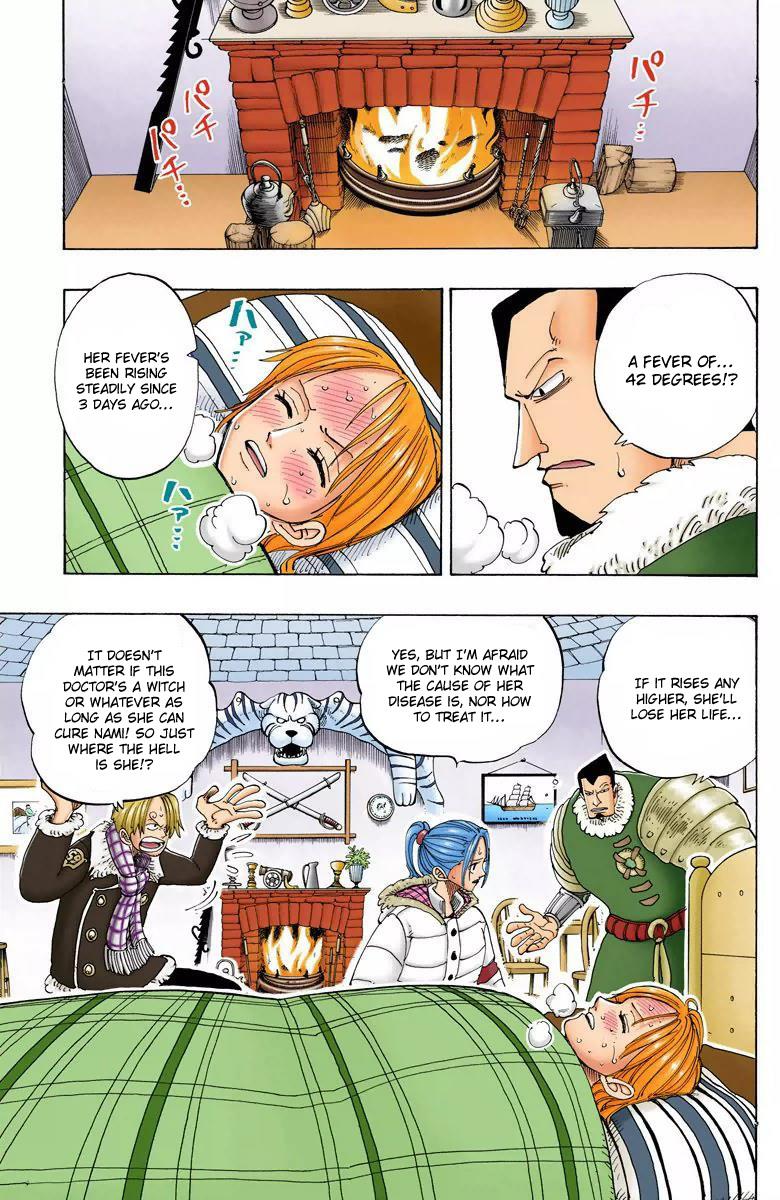 パチ…
パチ
パチ…
A FEVER OF...
42 DEGREES!?
HER FEVER'S
BEEN RISING
STEADILY SINCE
3 DAYS AGO...
ハァ…
ハァ…
IF IT RISES ANY
HIGHER, SHE'LL
LOSE HER LIFE...
YES, BUT I'M AFRAID
WE DON'T KNOW WHAT
THE CAUSE OF HER
DISEASE IS, NOR HOW
TO TREAT IT...
IT DOESN'T
MATTER IF THIS
DOCTOR'S A WITCH
OR WHATEVER AS
LONG AS SHE CAN
CURE NAMI! SO JUST
WHERE THE HELL
IS SHE!?